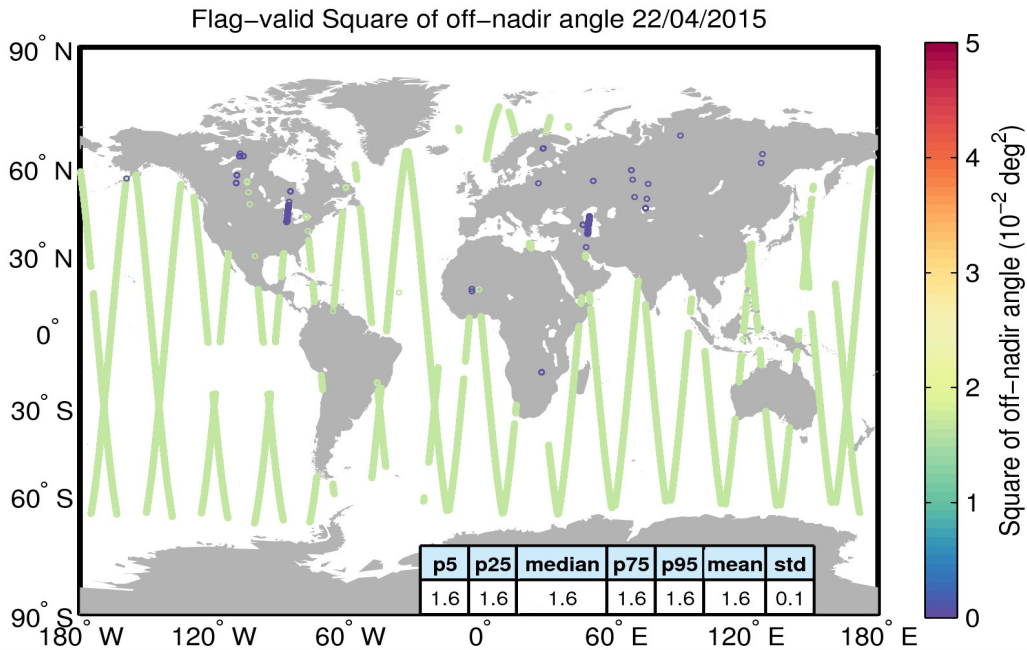 Flag−valid Square of off−nadir angle 22/04/2015
90° N
60° N
30° N
0°
30° S
60° S
90° S
180° W
120° W
60° W
0°
60° E
120° E
180° E
p5 p25 median p75 p95 mean std
1.6 1.6 1.6 1.6 1.6 1.6 0.1
5
4
3
2
1
0
Square of off−nadir angle (10⁻² deg²)